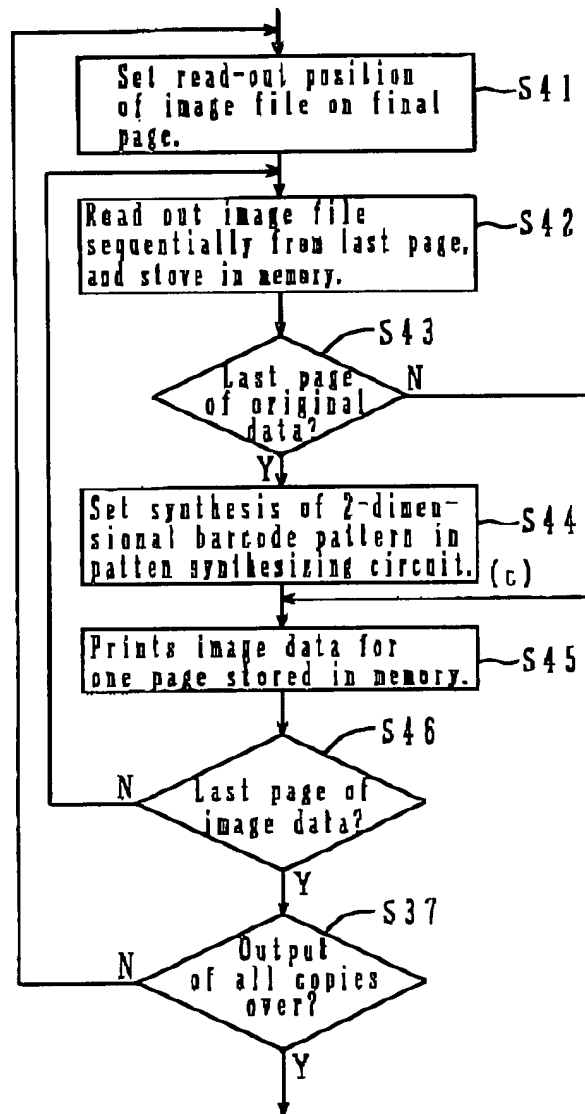 Set read-out position
of image file on final
page.
S41
Read out image file
sequentially from last page,
and stove in memory.
S42
S43
Last page
of original
data?
N
Y
Set synthesis of 2-dimen-
sional barcode pattern in
patten synthesizing circuit.
S44
(c)
Prints image data for
one page stored in memory.
S45
S46
N
Last page of
image data?
Y
S37
N
Output
of all copies
over?
Y